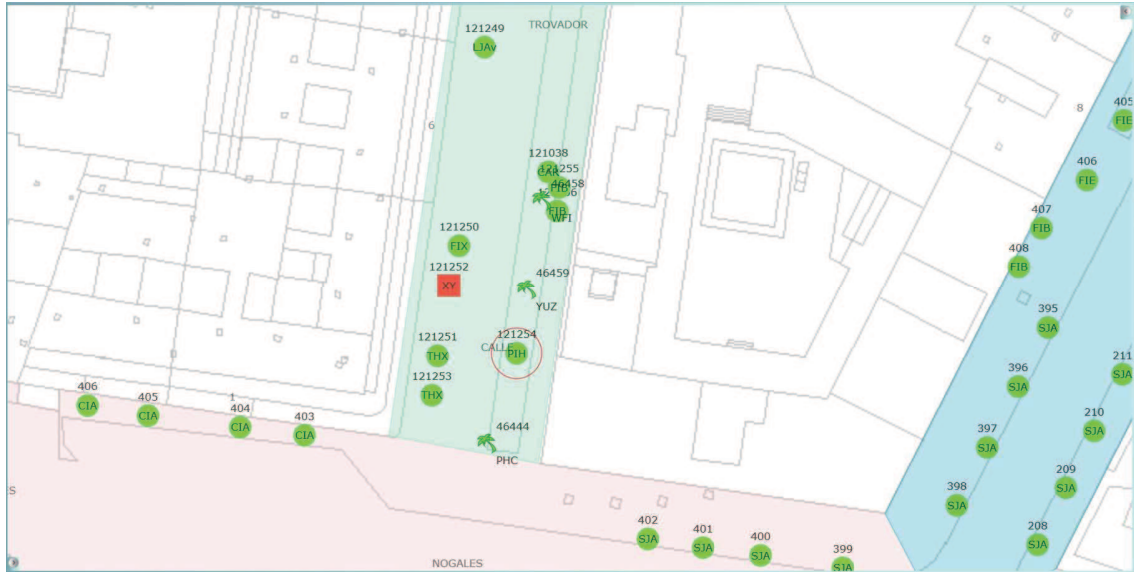 TROVADOR
121249
LJAv
405
FIE
8
6
406
FIE
121038
CAR
121255
FIB
46458
FIB
WFI
407
FIB
121250
FIX
408
FIB
121252
XY
46459
YUZ
395
SJA
121254
CALLE
PIH
121251
THX
211
SJA
396
SJA
121253
THX
406
CIA
405
CIA
1
404
CIA
403
CIA
210
SJA
46444
PHC
397
SJA
209
SJA
S
398
SJA
402
SJA
401
SJA
400
SJA
399
SJA
208
SJA
NOGALES